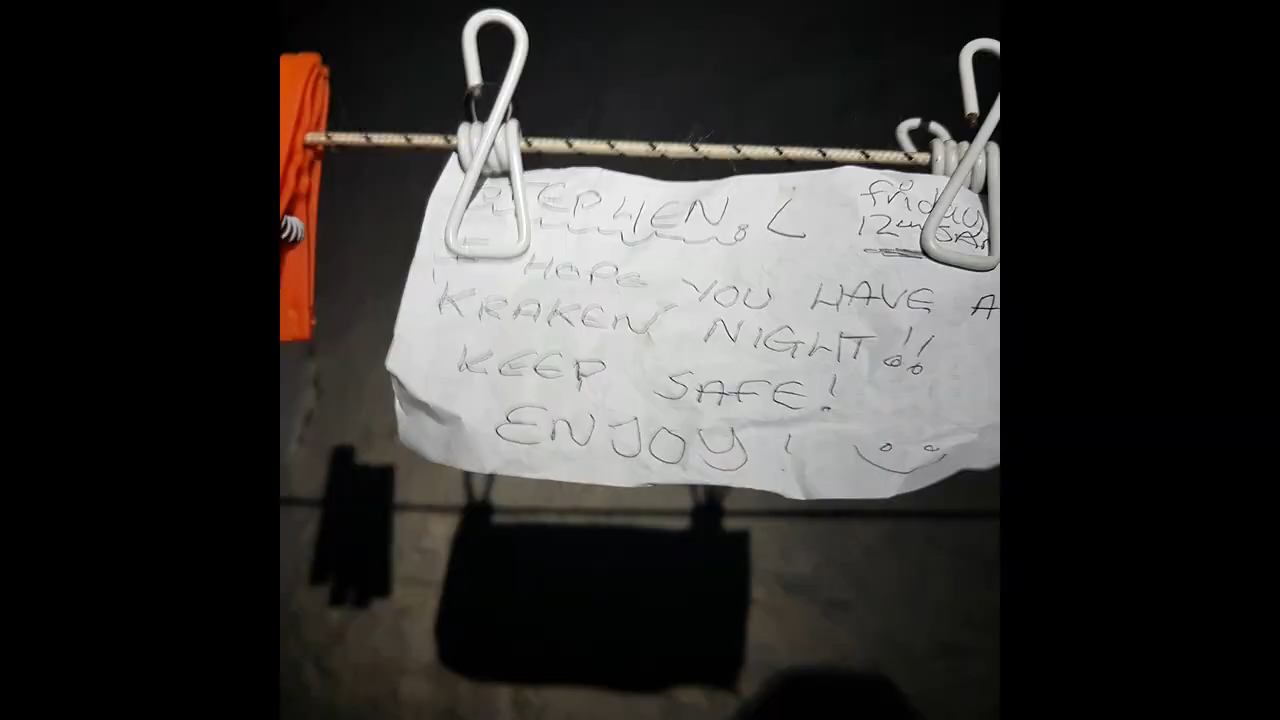 STEPHEN. L
friday
12th JAN
I HOPE YOU HAVE A
KRAKEN NIGHT!!
KEEP SAFE!
ENJOY!